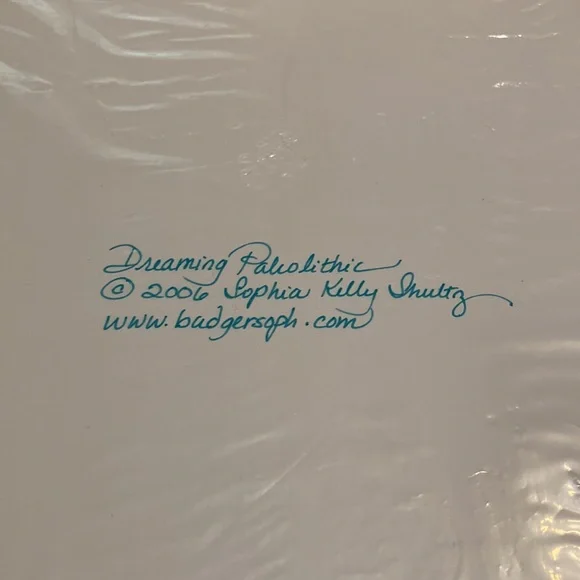 Dreaming Paleolithic
© 2006 Sophia Kelly Shultz
www.badgersoph.com